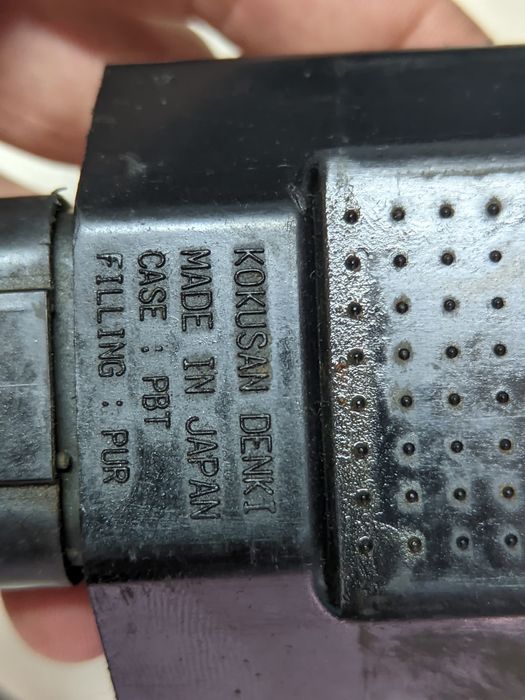 KOKUSAN DENKI
MADE IN JAPAN
CASE : PBT
FILLING : PUR